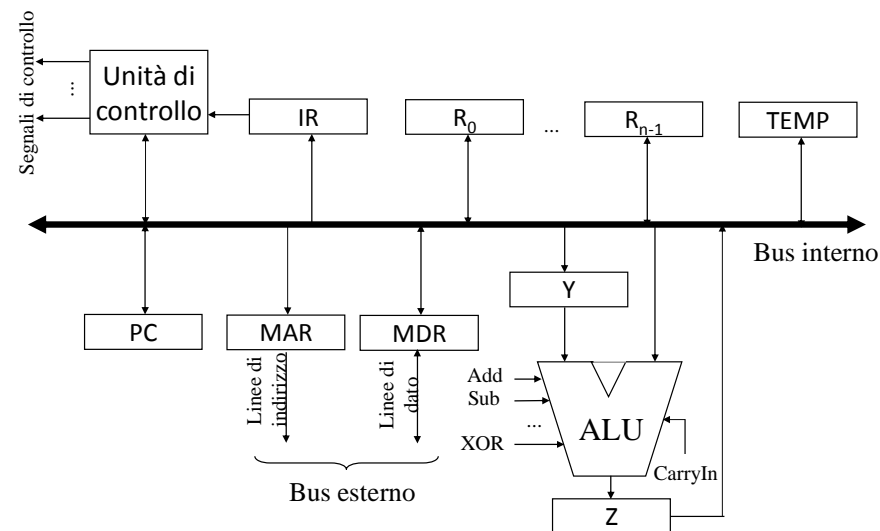 Segnali di controllo
...
Unità di
controllo
IR
R0
...
Rn-1
TEMP
Bus interno
PC
MAR
MDR
Y
Linee di
indirizzo
Linee di
dato
Add
Sub
...
XOR
ALU
CarryIn
Bus esterno
Z